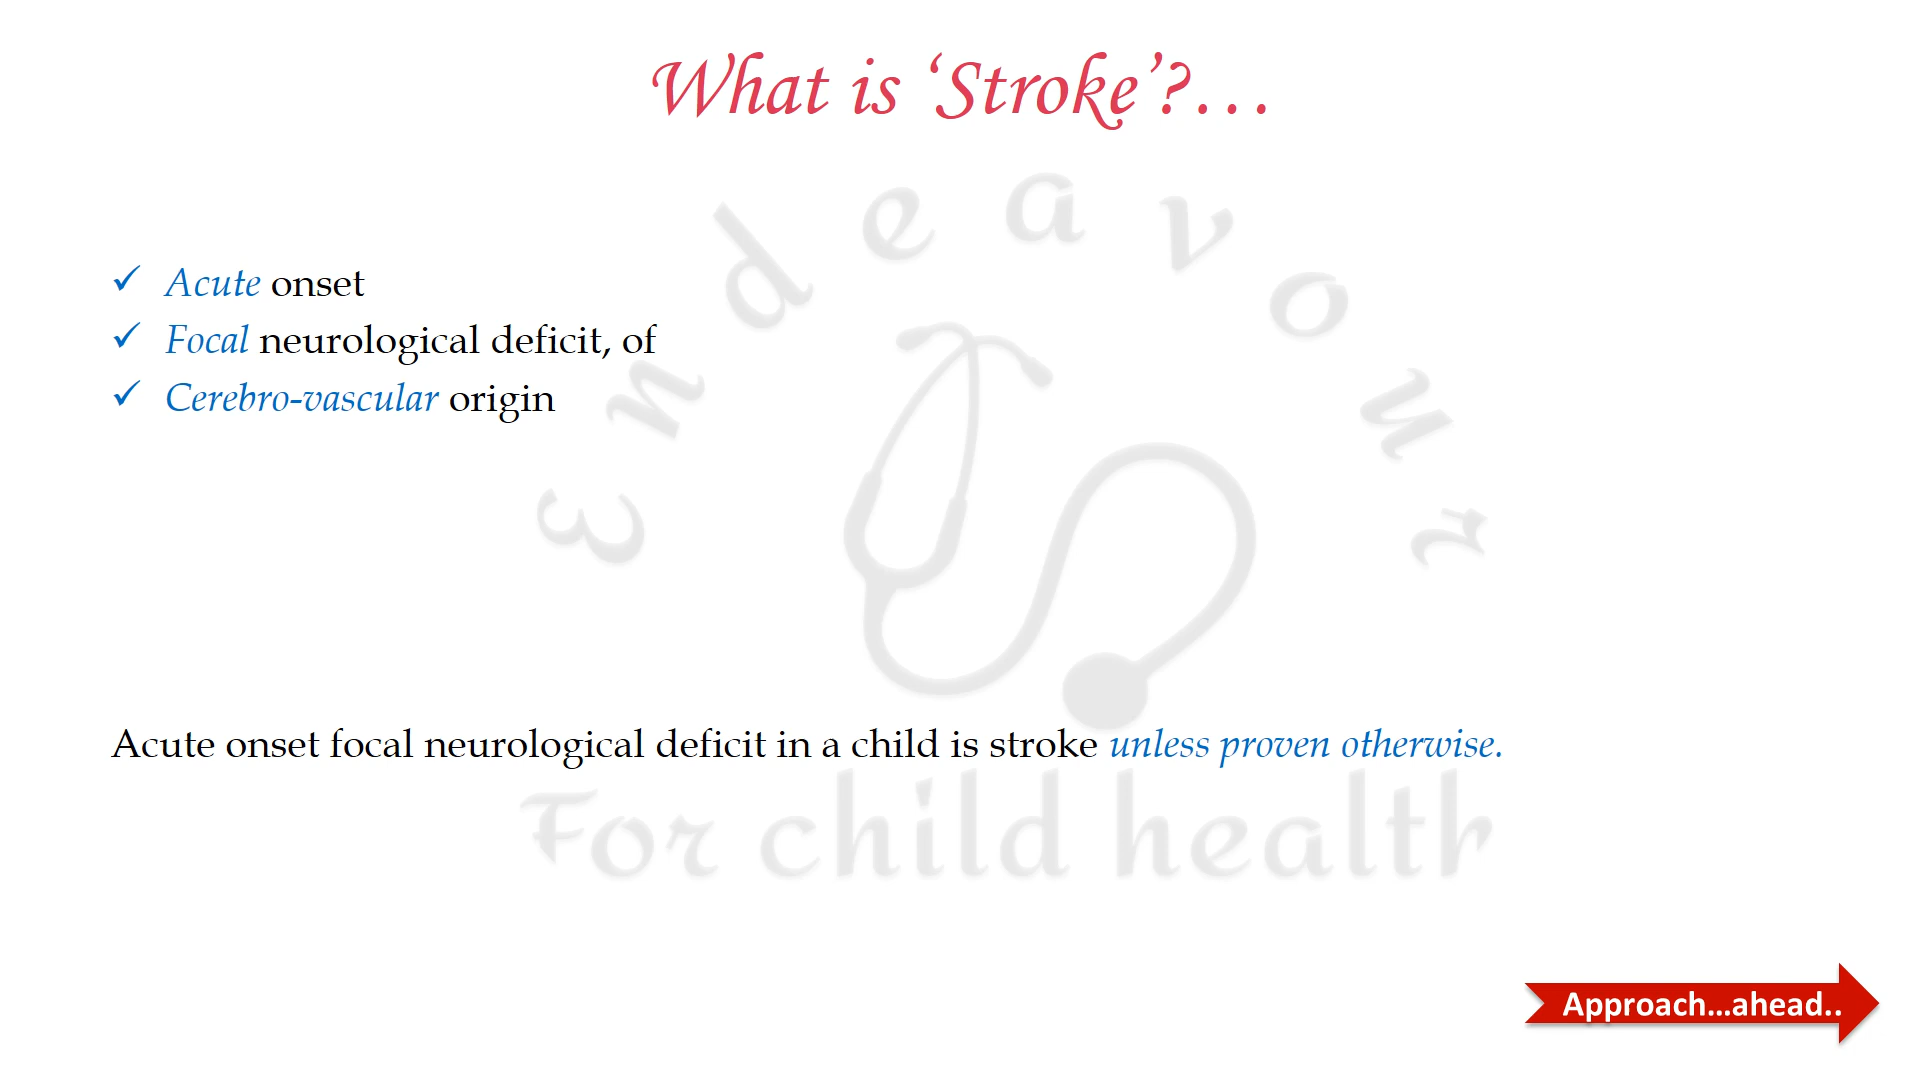 What is ‘Stroke’?...
Endeavour
✓ Acute onset
✓ Focal neurological deficit, of
✓ Cerebro-vascular origin
Acute onset focal neurological deficit in a child is stroke unless proven otherwise.
For child health
Approach...ahead..